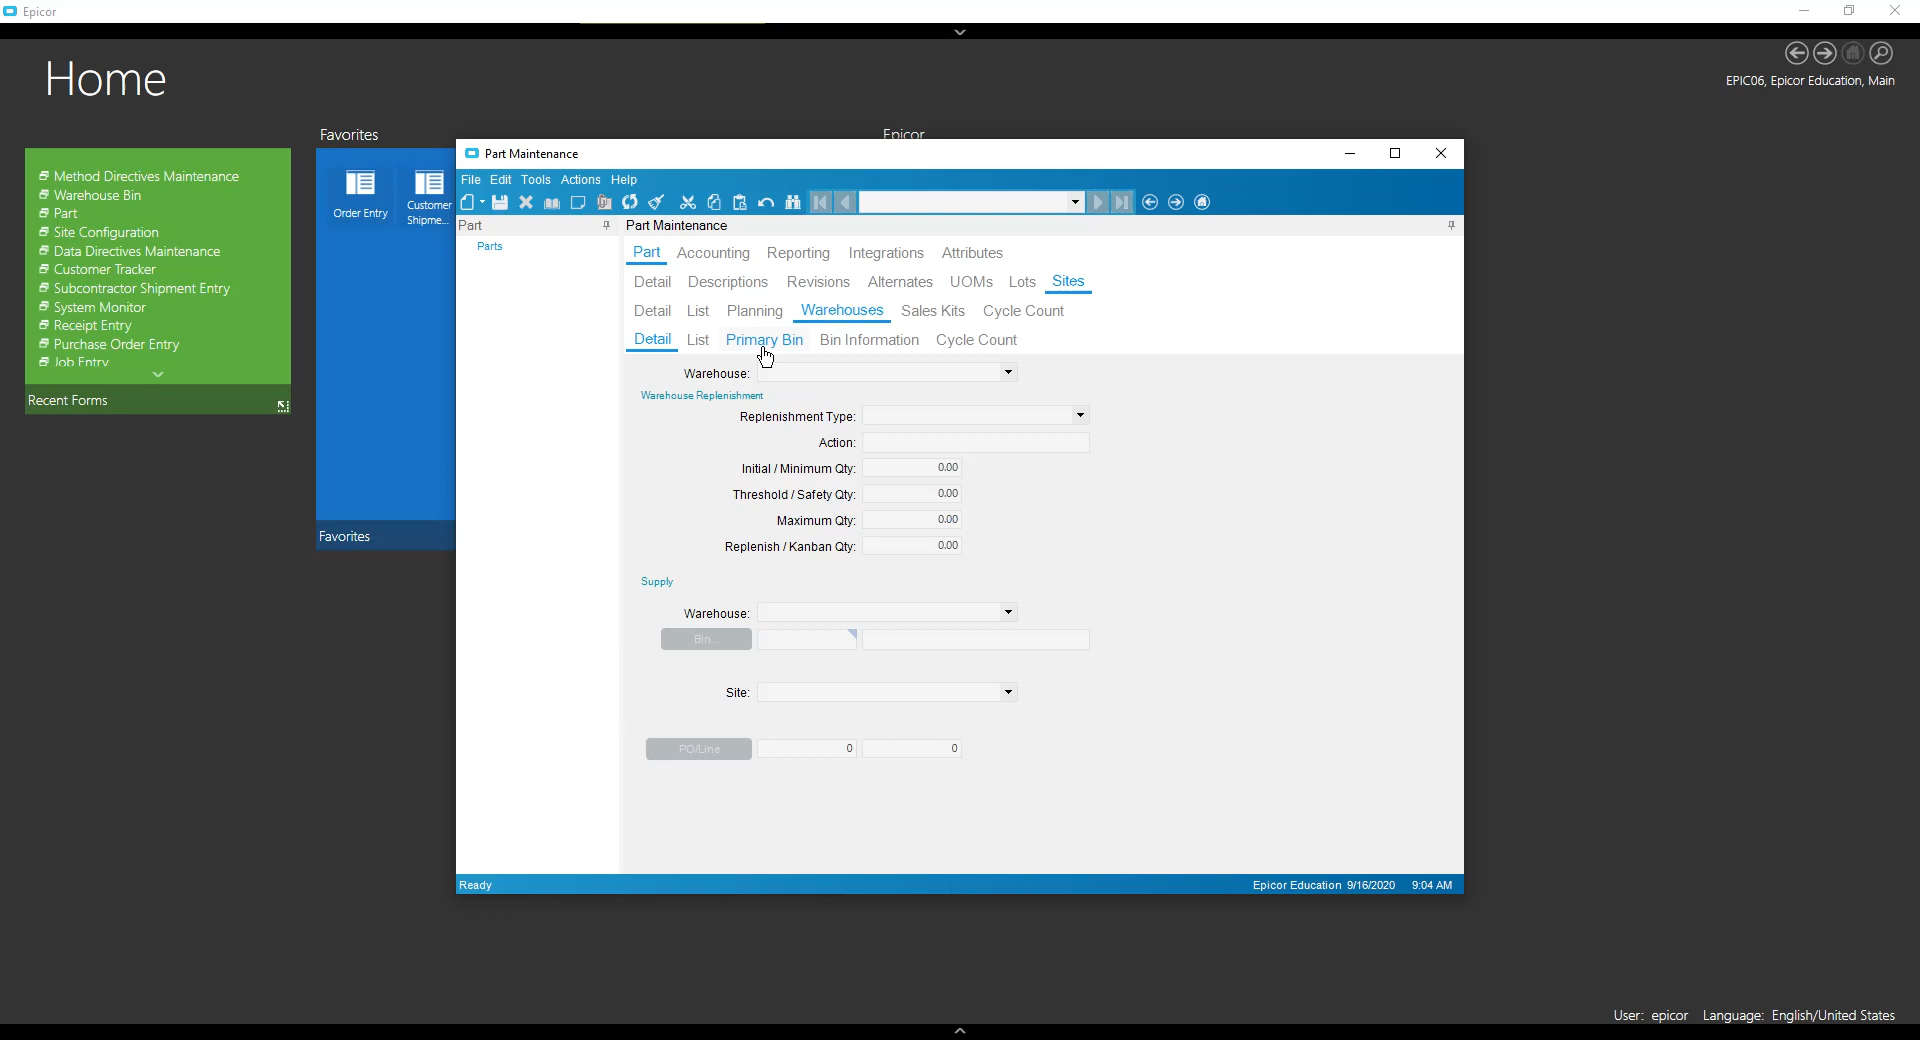 Epicor
Home
EPIC06, Epicor Education, Main
Favorites
Epicor
Method Directives Maintenance
Warehouse Bin
Part
Site Configuration
Data Directives Maintenance
Customer Tracker
Subcontractor Shipment Entry
System Monitor
Receipt Entry
Purchase Order Entry
Job Entry
Recent Forms
Order Entry
Customer
Shipme...
Favorites
Part Maintenance
File Edit Tools Actions Help
Part
Parts
Part Maintenance
Part Accounting Reporting Integrations Attributes
Detail Descriptions Revisions Alternates UOMs Lots Sites
Detail List Planning Warehouses Sales Kits Cycle Count
Detail List Primary Bin Bin Information Cycle Count
Warehouse:
Warehouse Replenishment
Replenishment Type:
Action:
Initial / Minimum Qty: 0.00
Threshold / Safety Qty: 0.00
Maximum Qty: 0.00
Replenish / Kanban Qty: 0.00
Supply
Warehouse:
Bin...
Site:
PO/Line 0 0
Ready
Epicor Education 9/16/2020 9:04 AM
User: epicor Language: English/United States